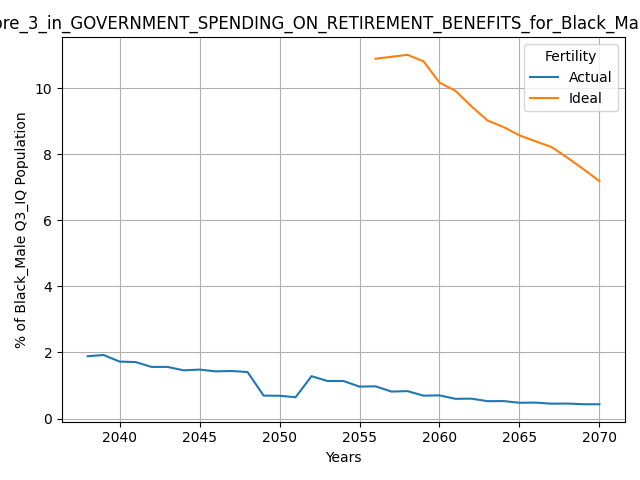 ore_3_in_GOVERNMENT_SPENDING_ON_RETIREMENT_BENEFITS_for_Black_Ma
Fertility
Actual
Ideal
10
8
6
4
2
0
% of Black_Male Q3_IQ Population
2040 2045 2050 2055 2060 2065 2070
Years